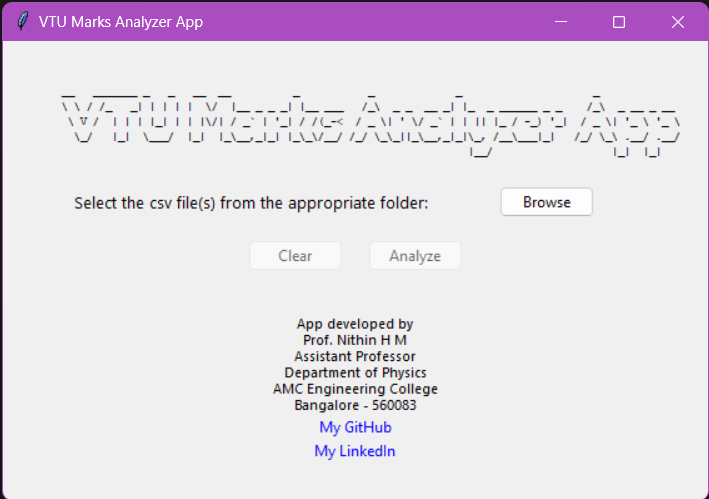 VTU Marks Analyzer App
VTU Marks Analyzer App
Select the csv file(s) from the appropriate folder:
Browse
Clear
Analyze
App developed by
Prof. Nithin H M
Assistant Professor
Department of Physics
AMC Engineering College
Bangalore - 560083
My GitHub
My LinkedIn